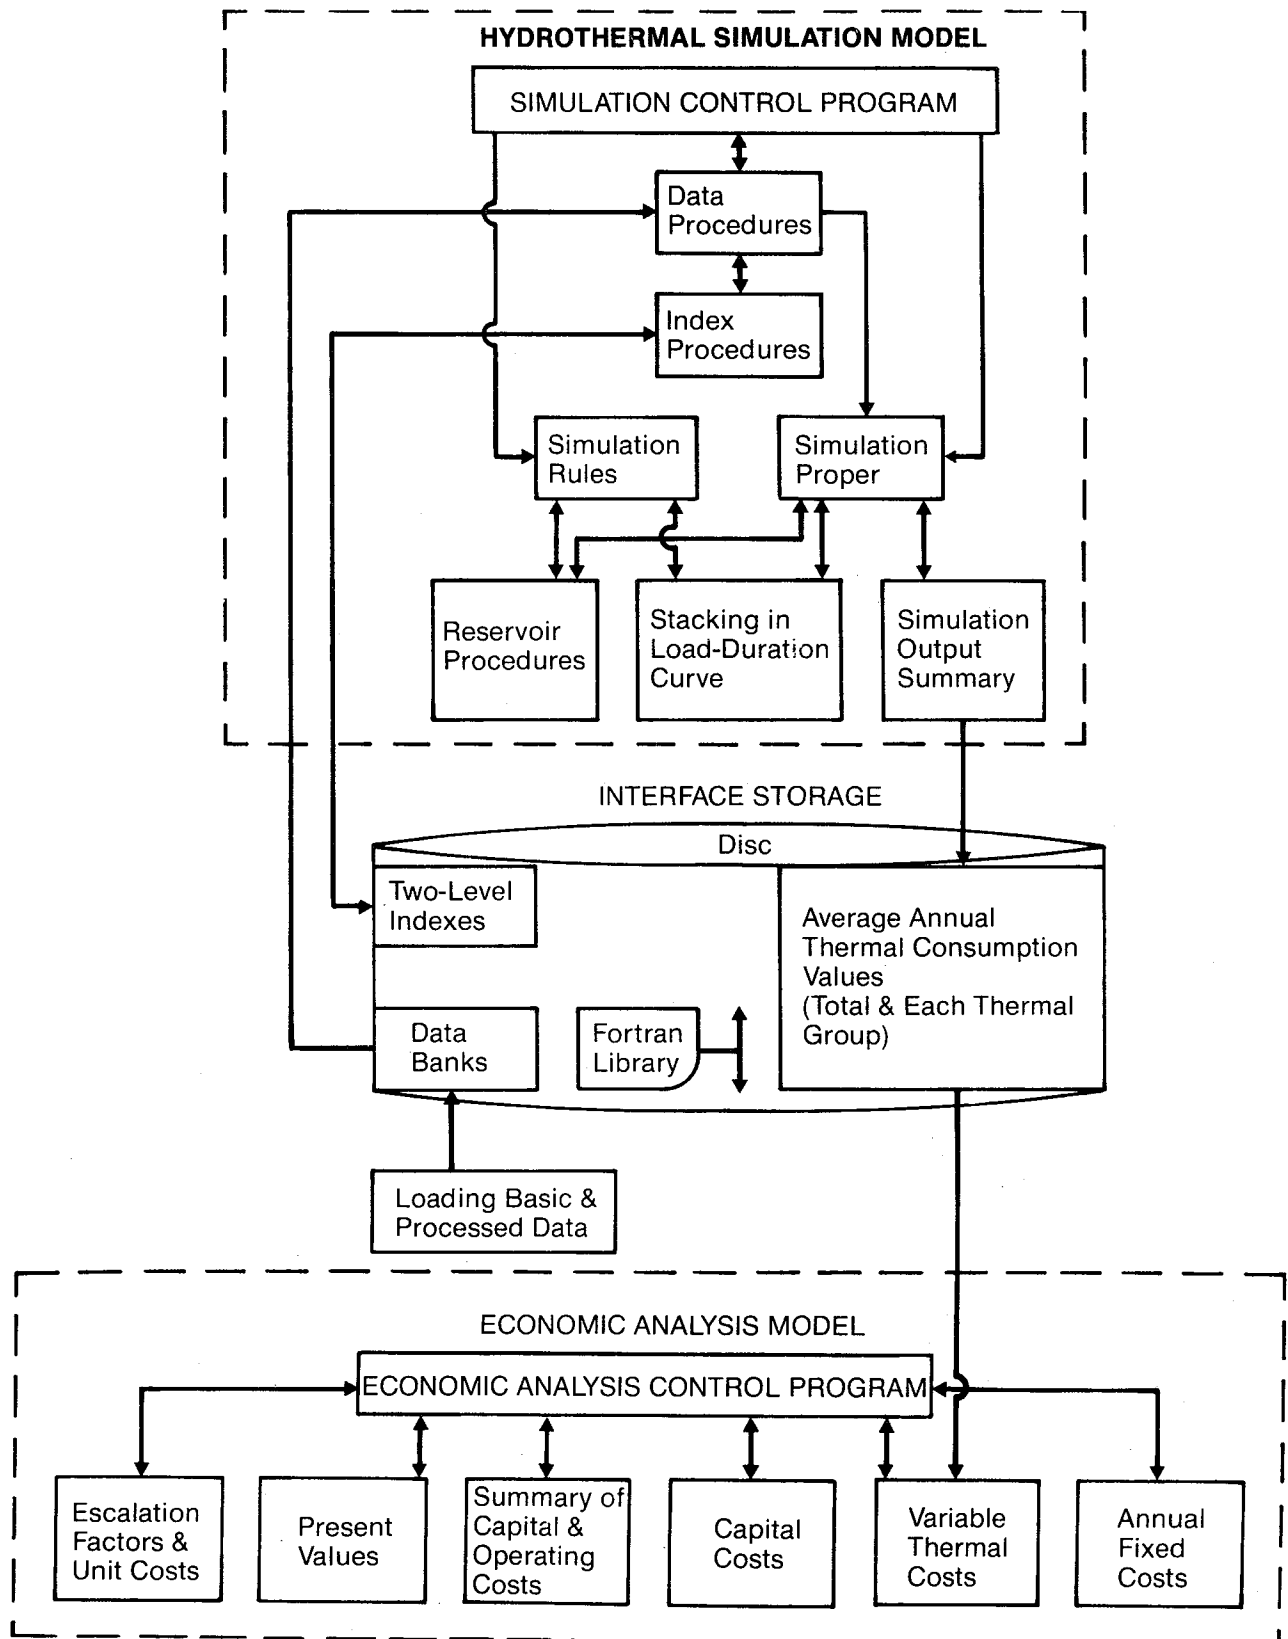 HYDROTHERMAL SIMULATION MODEL
SIMULATION CONTROL PROGRAM
Data
Procedures
Index
Procedures
Simulation
Rules
Simulation
Proper
Reservoir
Procedures
Stacking in
Load-Duration
Curve
Simulation
Output
Summary
INTERFACE STORAGE
Disc
Two-Level
Indexes
Average Annual
Thermal Consumption
Values
(Total & Each Thermal
Group)
Data
Banks
Fortran
Library
Loading Basic &
Processed Data
ECONOMIC ANALYSIS MODEL
ECONOMIC ANALYSIS CONTROL PROGRAM
Escalation
Factors &
Unit Costs
Present
Values
Summary of
Capital &
Operating
Costs
Capital
Costs
Variable
Thermal
Costs
Annual
Fixed
Costs